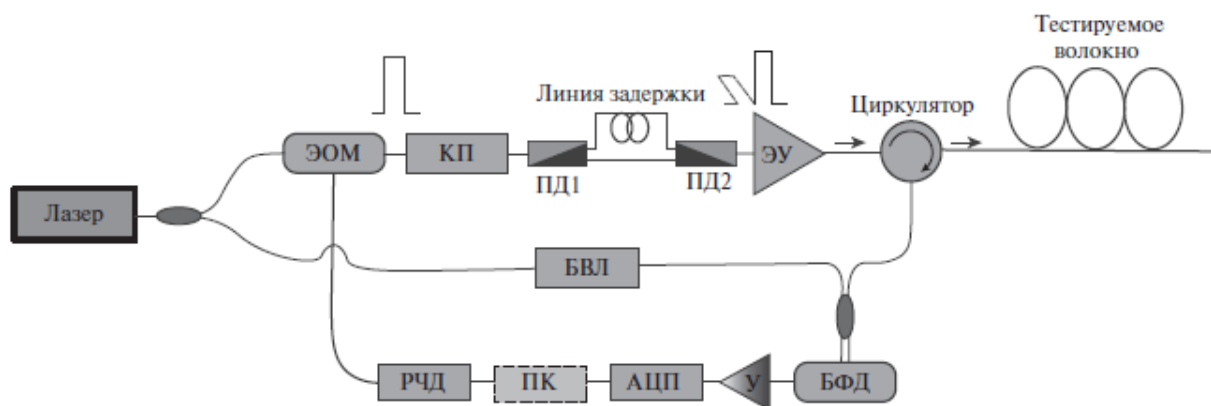 Тестируемое
волокно
Линия задержки
Циркулятор
ЭОМ
КП
ЭУ
ПД1
ПД2
Лазер
БВЛ
РЧД
ПК
АЦП
У
БФД